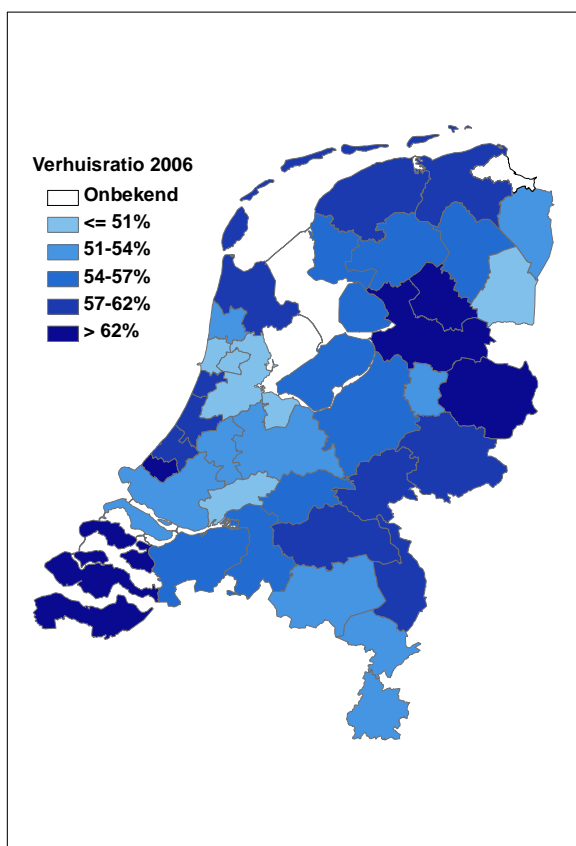 Verhuisratio 2006
Onbekend
<= 51%
51-54%
54-57%
57-62%
> 62%